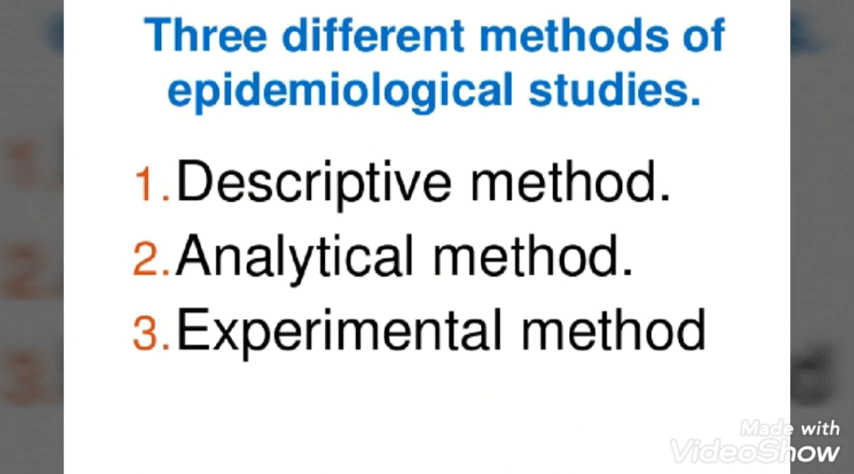 Three different methods of
epidemiological studies.
1.Descriptive method.
2.Analytical method.
3.Experimental method
Made with
VideoShow